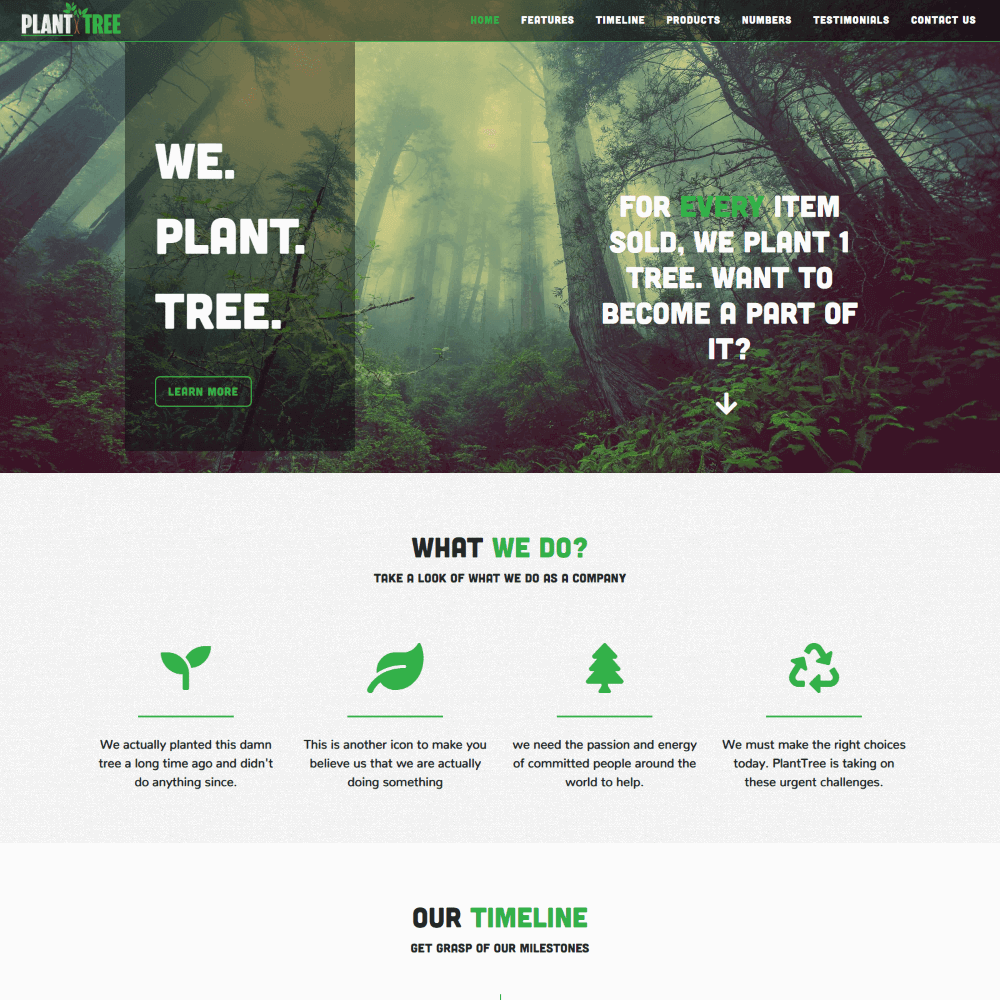 PLANT TREE
HOME FEATURES TIMELINE PRODUCTS NUMBERS TESTIMONIALS CONTACT US
WE.
PLANT.
TREE.
LEARN MORE
FOR EVERY ITEM
SOLD, WE PLANT 1
TREE. WANT TO
BECOME A PART OF
IT?
WHAT WE DO?
TAKE A LOOK OF WHAT WE DO AS A COMPANY
We actually planted this damn
tree a long time ago and didn't
do anything since.
This is another icon to make you
believe us that we are actually
doing something
we need the passion and energy
of committed people around the
world to help.
We must make the right choices
today. PlantTree is taking on
these urgent challenges.
OUR TIMELINE
GET GRASP OF OUR MILESTONES